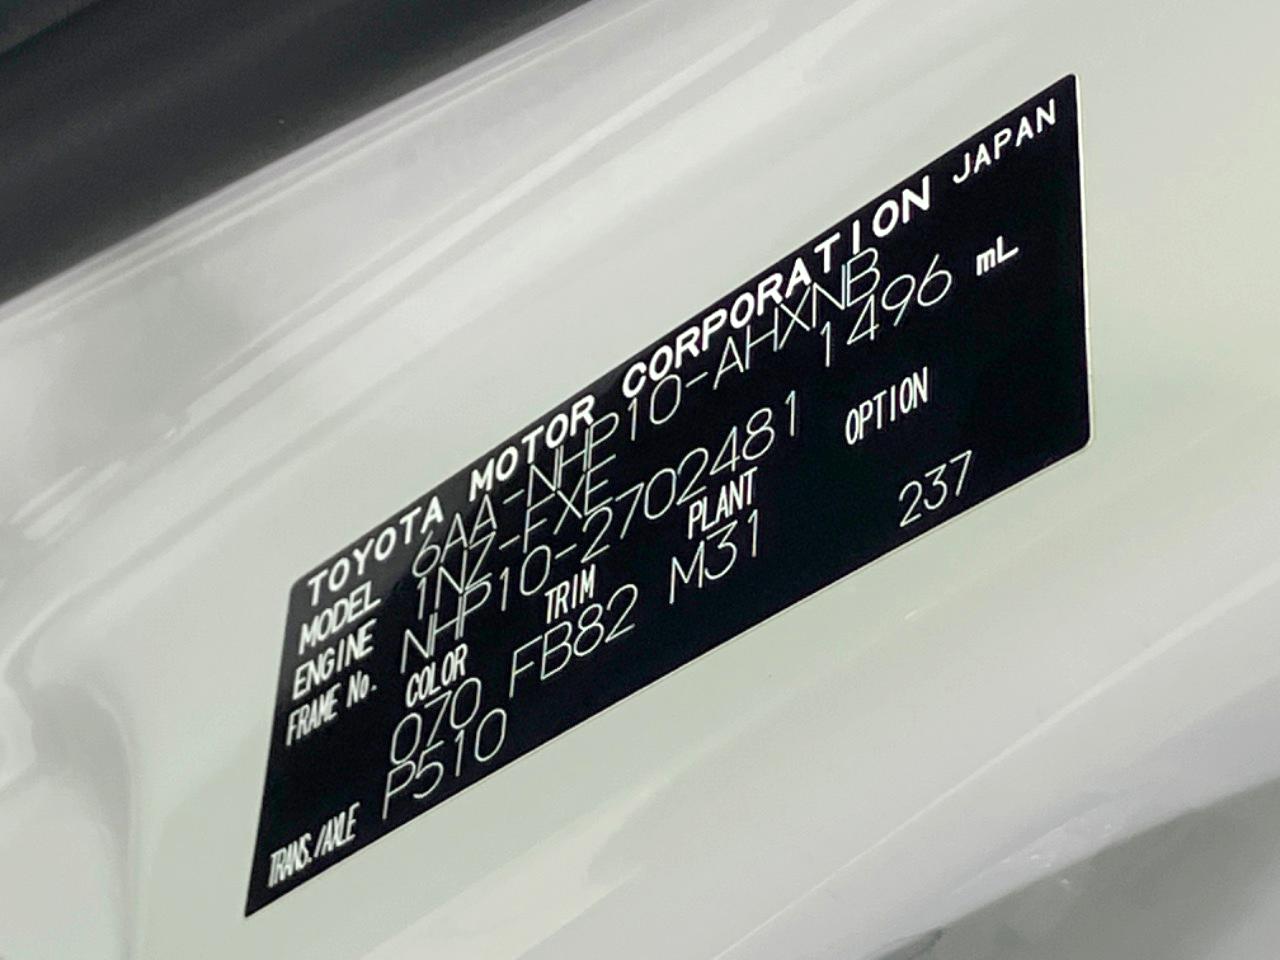 TOYOTA MOTOR CORPORATION JAPAN
MODEL 6AA-NHP10-AHXNB
ENGINE 1NZ-FXE 1496 mL
FRAME No. NHP10-2702481
COLOR TRIM PLANT OPTION
070 FB82 M31 237
TRANS./AXLE P510